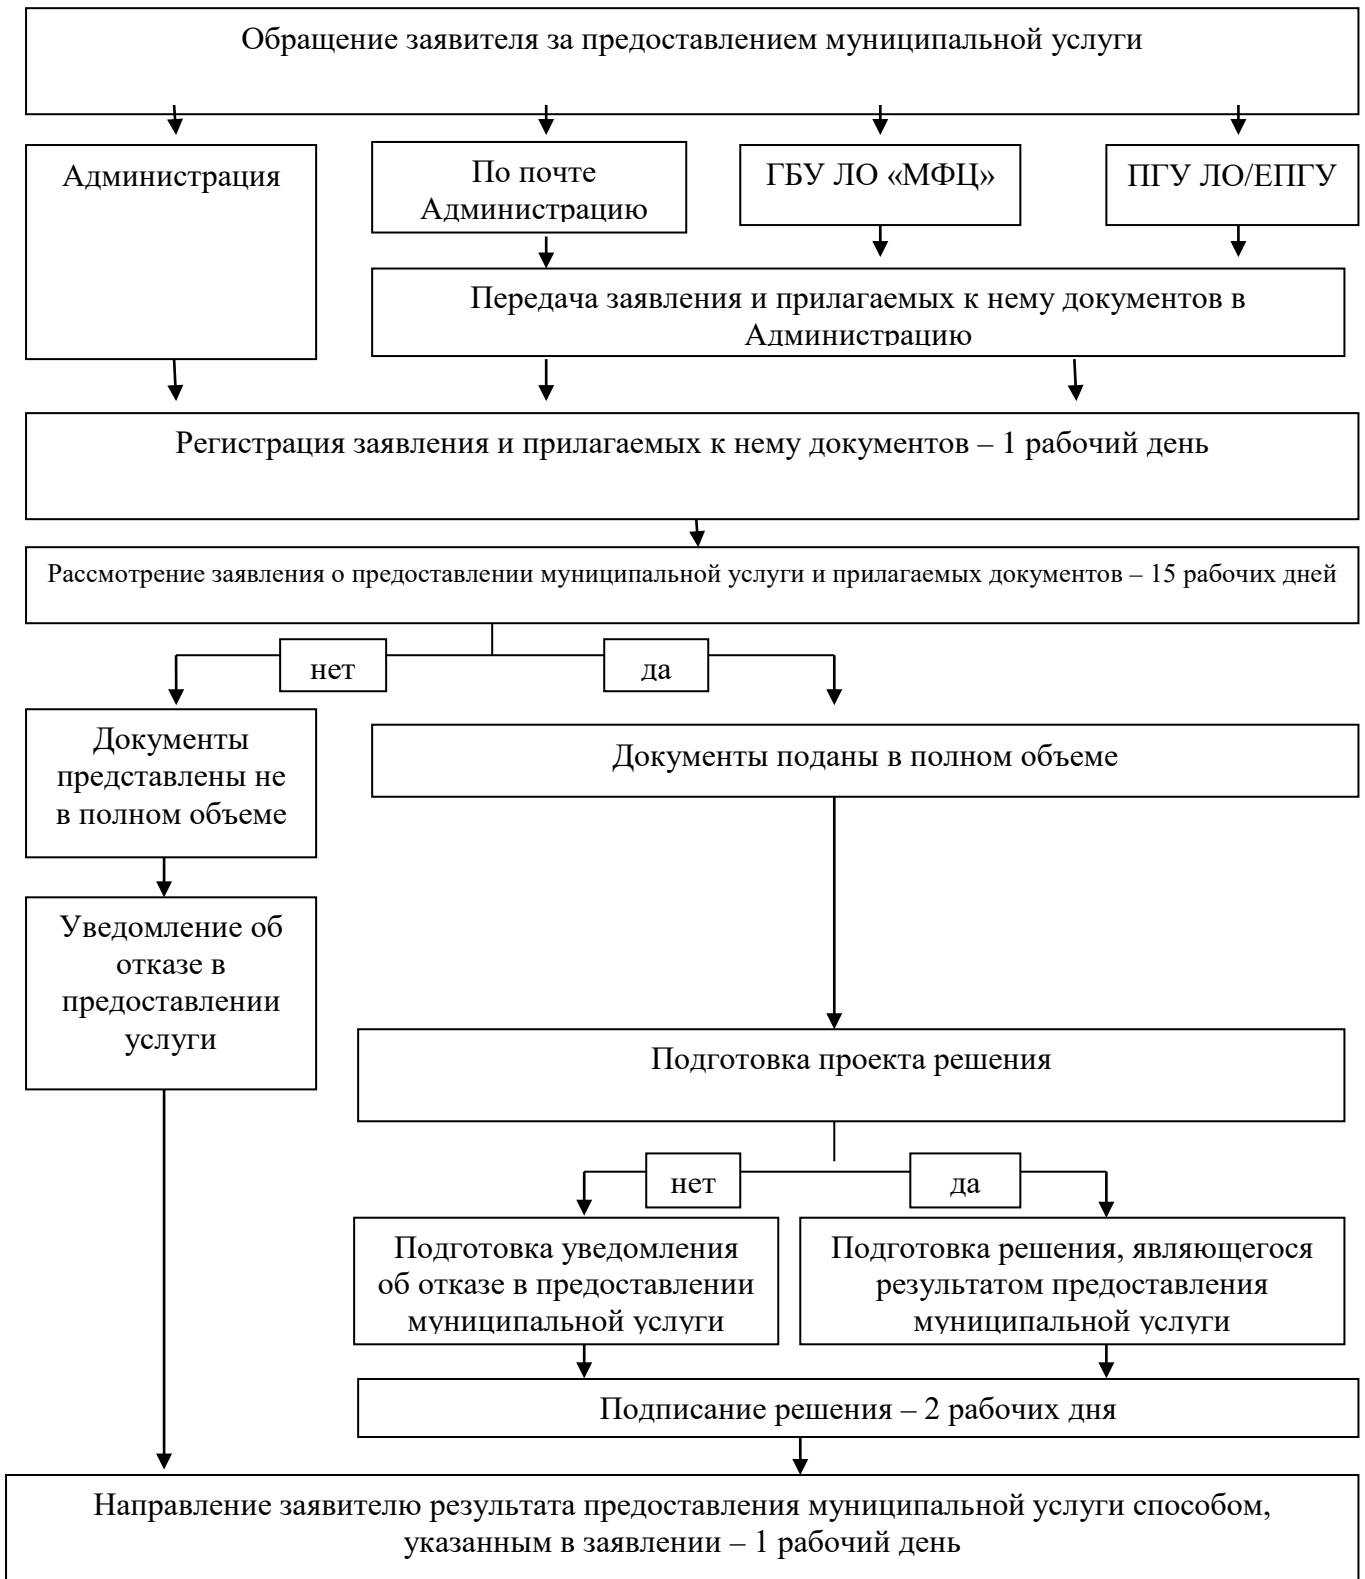 Обращение заявителя за предоставлением муниципальной услуги
Администрация
По почте
Администрацию
ГБУ ЛО «МФЦ»
ПГУ ЛО/ЕПГУ
Передача заявления и прилагаемых к нему документов в
Администрацию
Регистрация заявления и прилагаемых к нему документов – 1 рабочий день
Рассмотрение заявления о предоставлении муниципальной услуги и прилагаемых документов – 15 рабочих дней
нет
да
Документы
представлены не
в полном объеме
Документы поданы в полном объеме
Уведомление об
отказе в
предоставлении
услуги
Подготовка проекта решения
нет
да
Подготовка уведомления
об отказе в предоставлении
муниципальной услуги
Подготовка решения, являющегося
результатом предоставления
муниципальной услуги
Подписание решения – 2 рабочих дня
Направление заявителю результата предоставления муниципальной услуги способом,
указанным в заявлении – 1 рабочий день